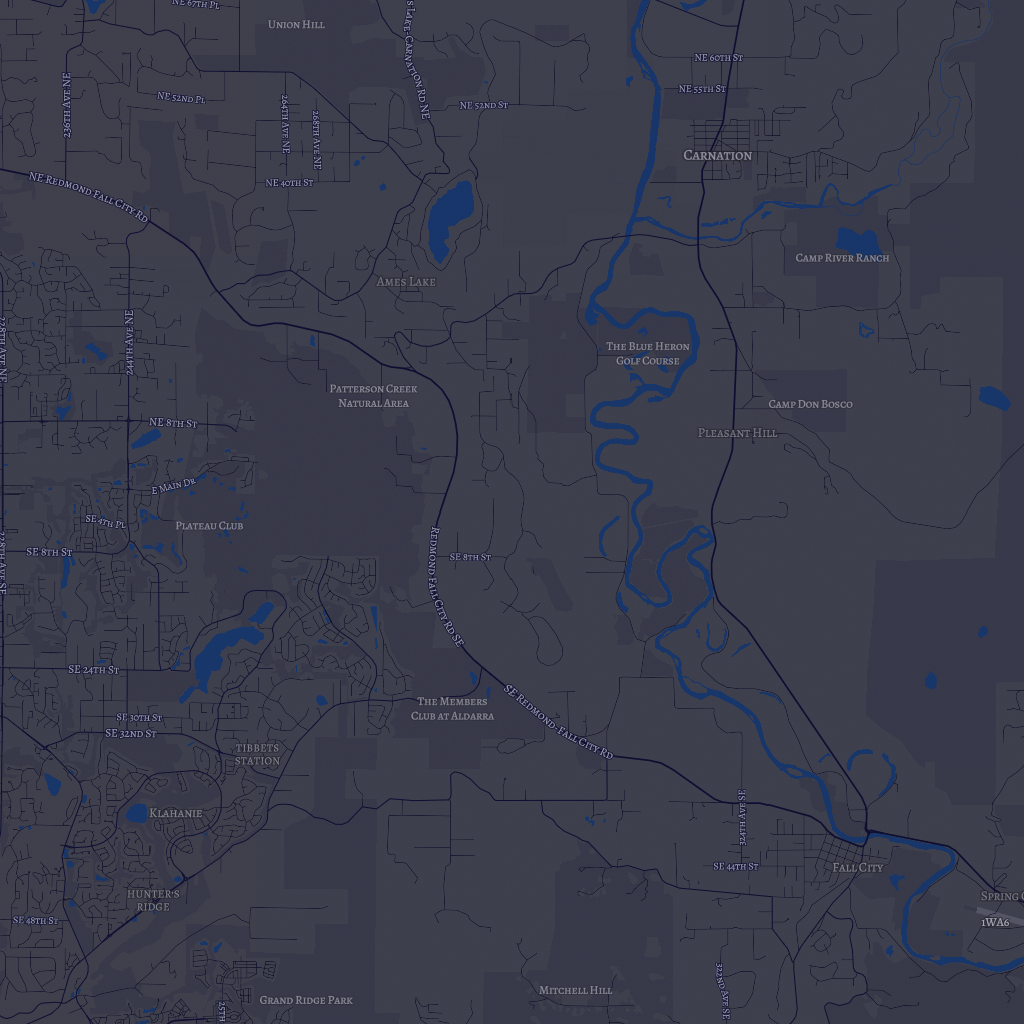 NE 67th Pl
Union Hill
s Lake-Carnation Rd NE
NE 60th St
236th Ave NE
NE 52nd Pl
264th Ave NE
268th Ave NE
NE 52nd St
NE 55th St
Carnation
NE Redmond Fall City Rd
NE 40th St
Camp River Ranch
Ames Lake
228th Ave NE
244th Ave NE
The Blue Heron
Golf Course
Patterson Creek
Natural Area
Camp Don Bosco
NE 8th St
Pleasant Hill
E Main Dr
SE 4th Pl
Plateau Club
SE 8th St
228th Ave SE
Redmond Fall City Rd SE
SE 8th St
SE 24th St
The Members
Club at Aldarra
SE Redmond-Fall City Rd
SE 30th St
SE 32nd St
Tibbets
Station
Klahanie
324th Ave SE
SE 44th St
Fall City
Hunter's
Ridge
Spring
SE 48th St
1WA6
Grand Ridge Park
Mitchell Hill
322nd Ave SE
25th